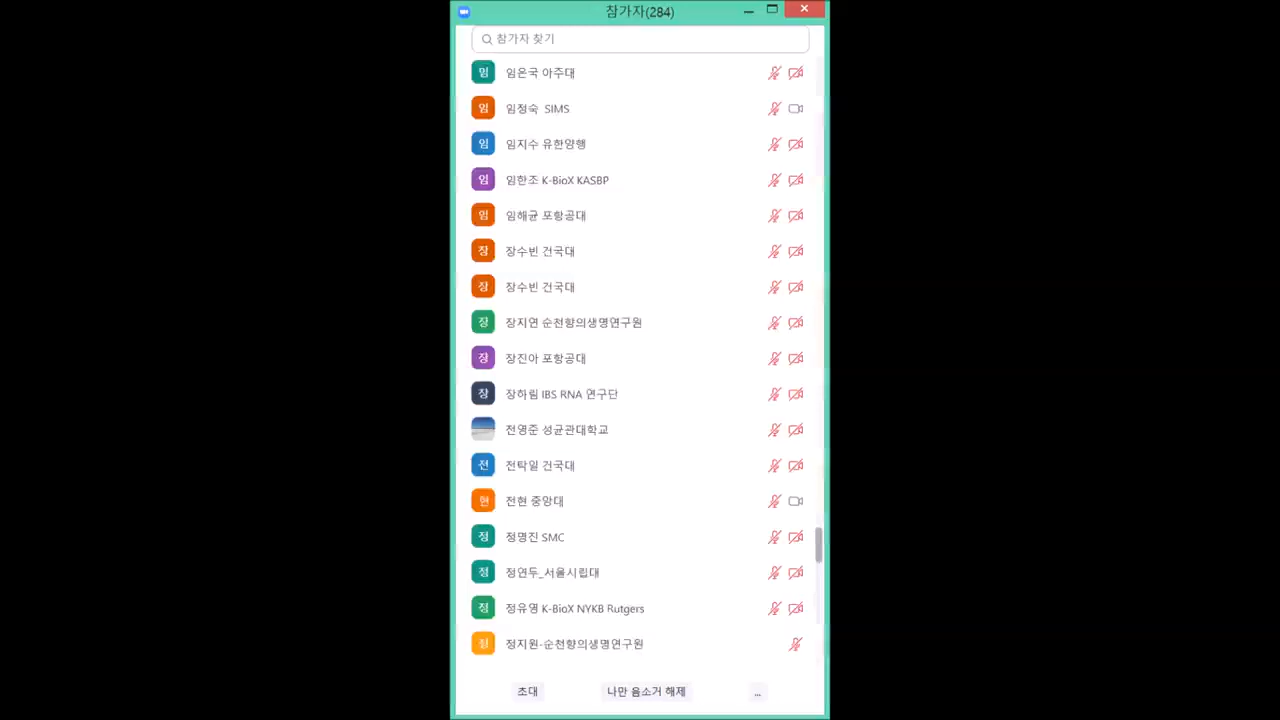 참가자(284)
참가자 찾기
임 임은국 아주대
임 임정숙 SIMS
임 임지수 유한양행
임 임한조 K-BioX KASBP
임 임해균 포항공대
장 장수빈 건국대
장 장수빈 건국대
장 장지연 순천향의생명연구원
장 장진아 포항공대
장 장하림 IBS RNA 연구단
전영준 성균관대학교
전 전탁일 건국대
현 전현 중앙대
정 정명진 SMC
정 정연두_서울시립대
정 정유영 K-BioX NYKB Rutgers
정 정지원-순천향의생명연구원
초대 나만 음소거 해제 ...